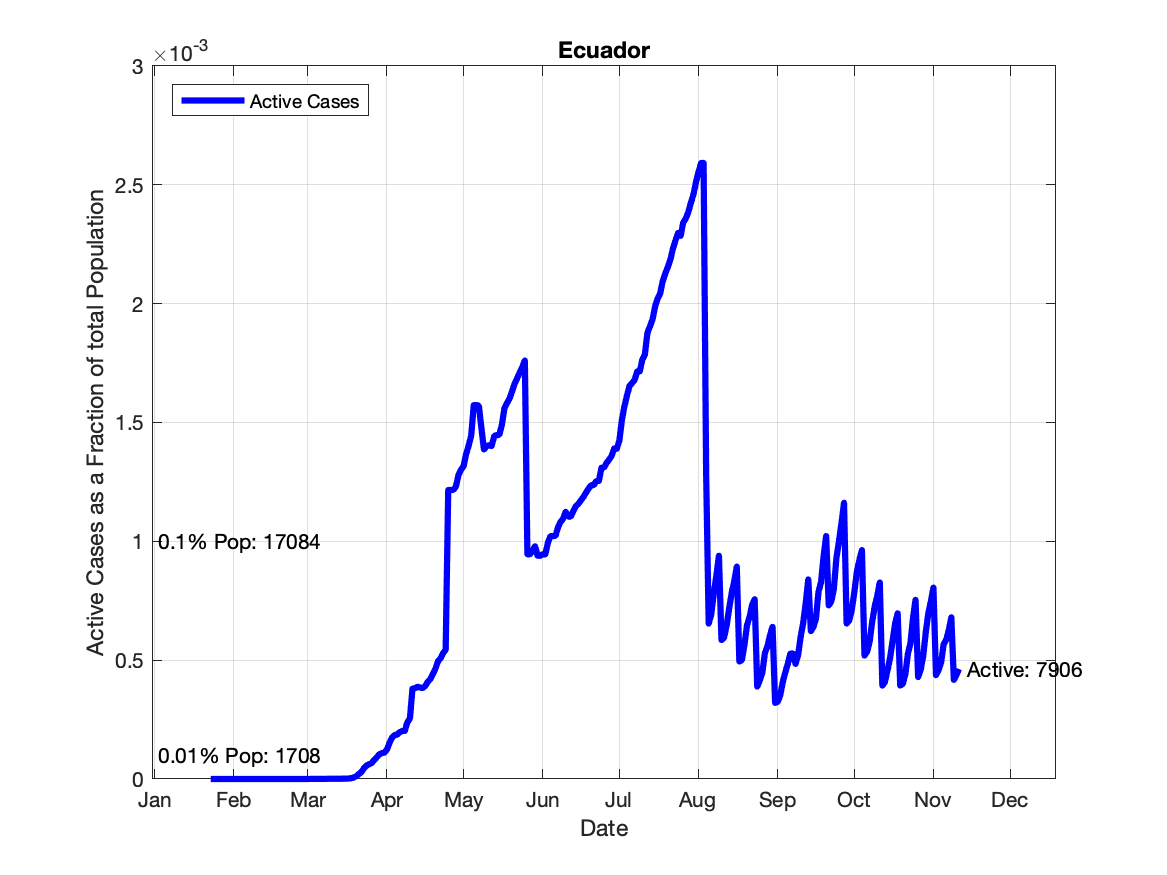 Ecuador
×10-3
Active Cases
3
2.5
2
1.5
1
0.5
0
Active Cases as a Fraction of total Population
0.1% Pop: 17084
0.01% Pop: 1708
Active: 7906
Jan Feb Mar Apr May Jun Jul Aug Sep Oct Nov Dec
Date